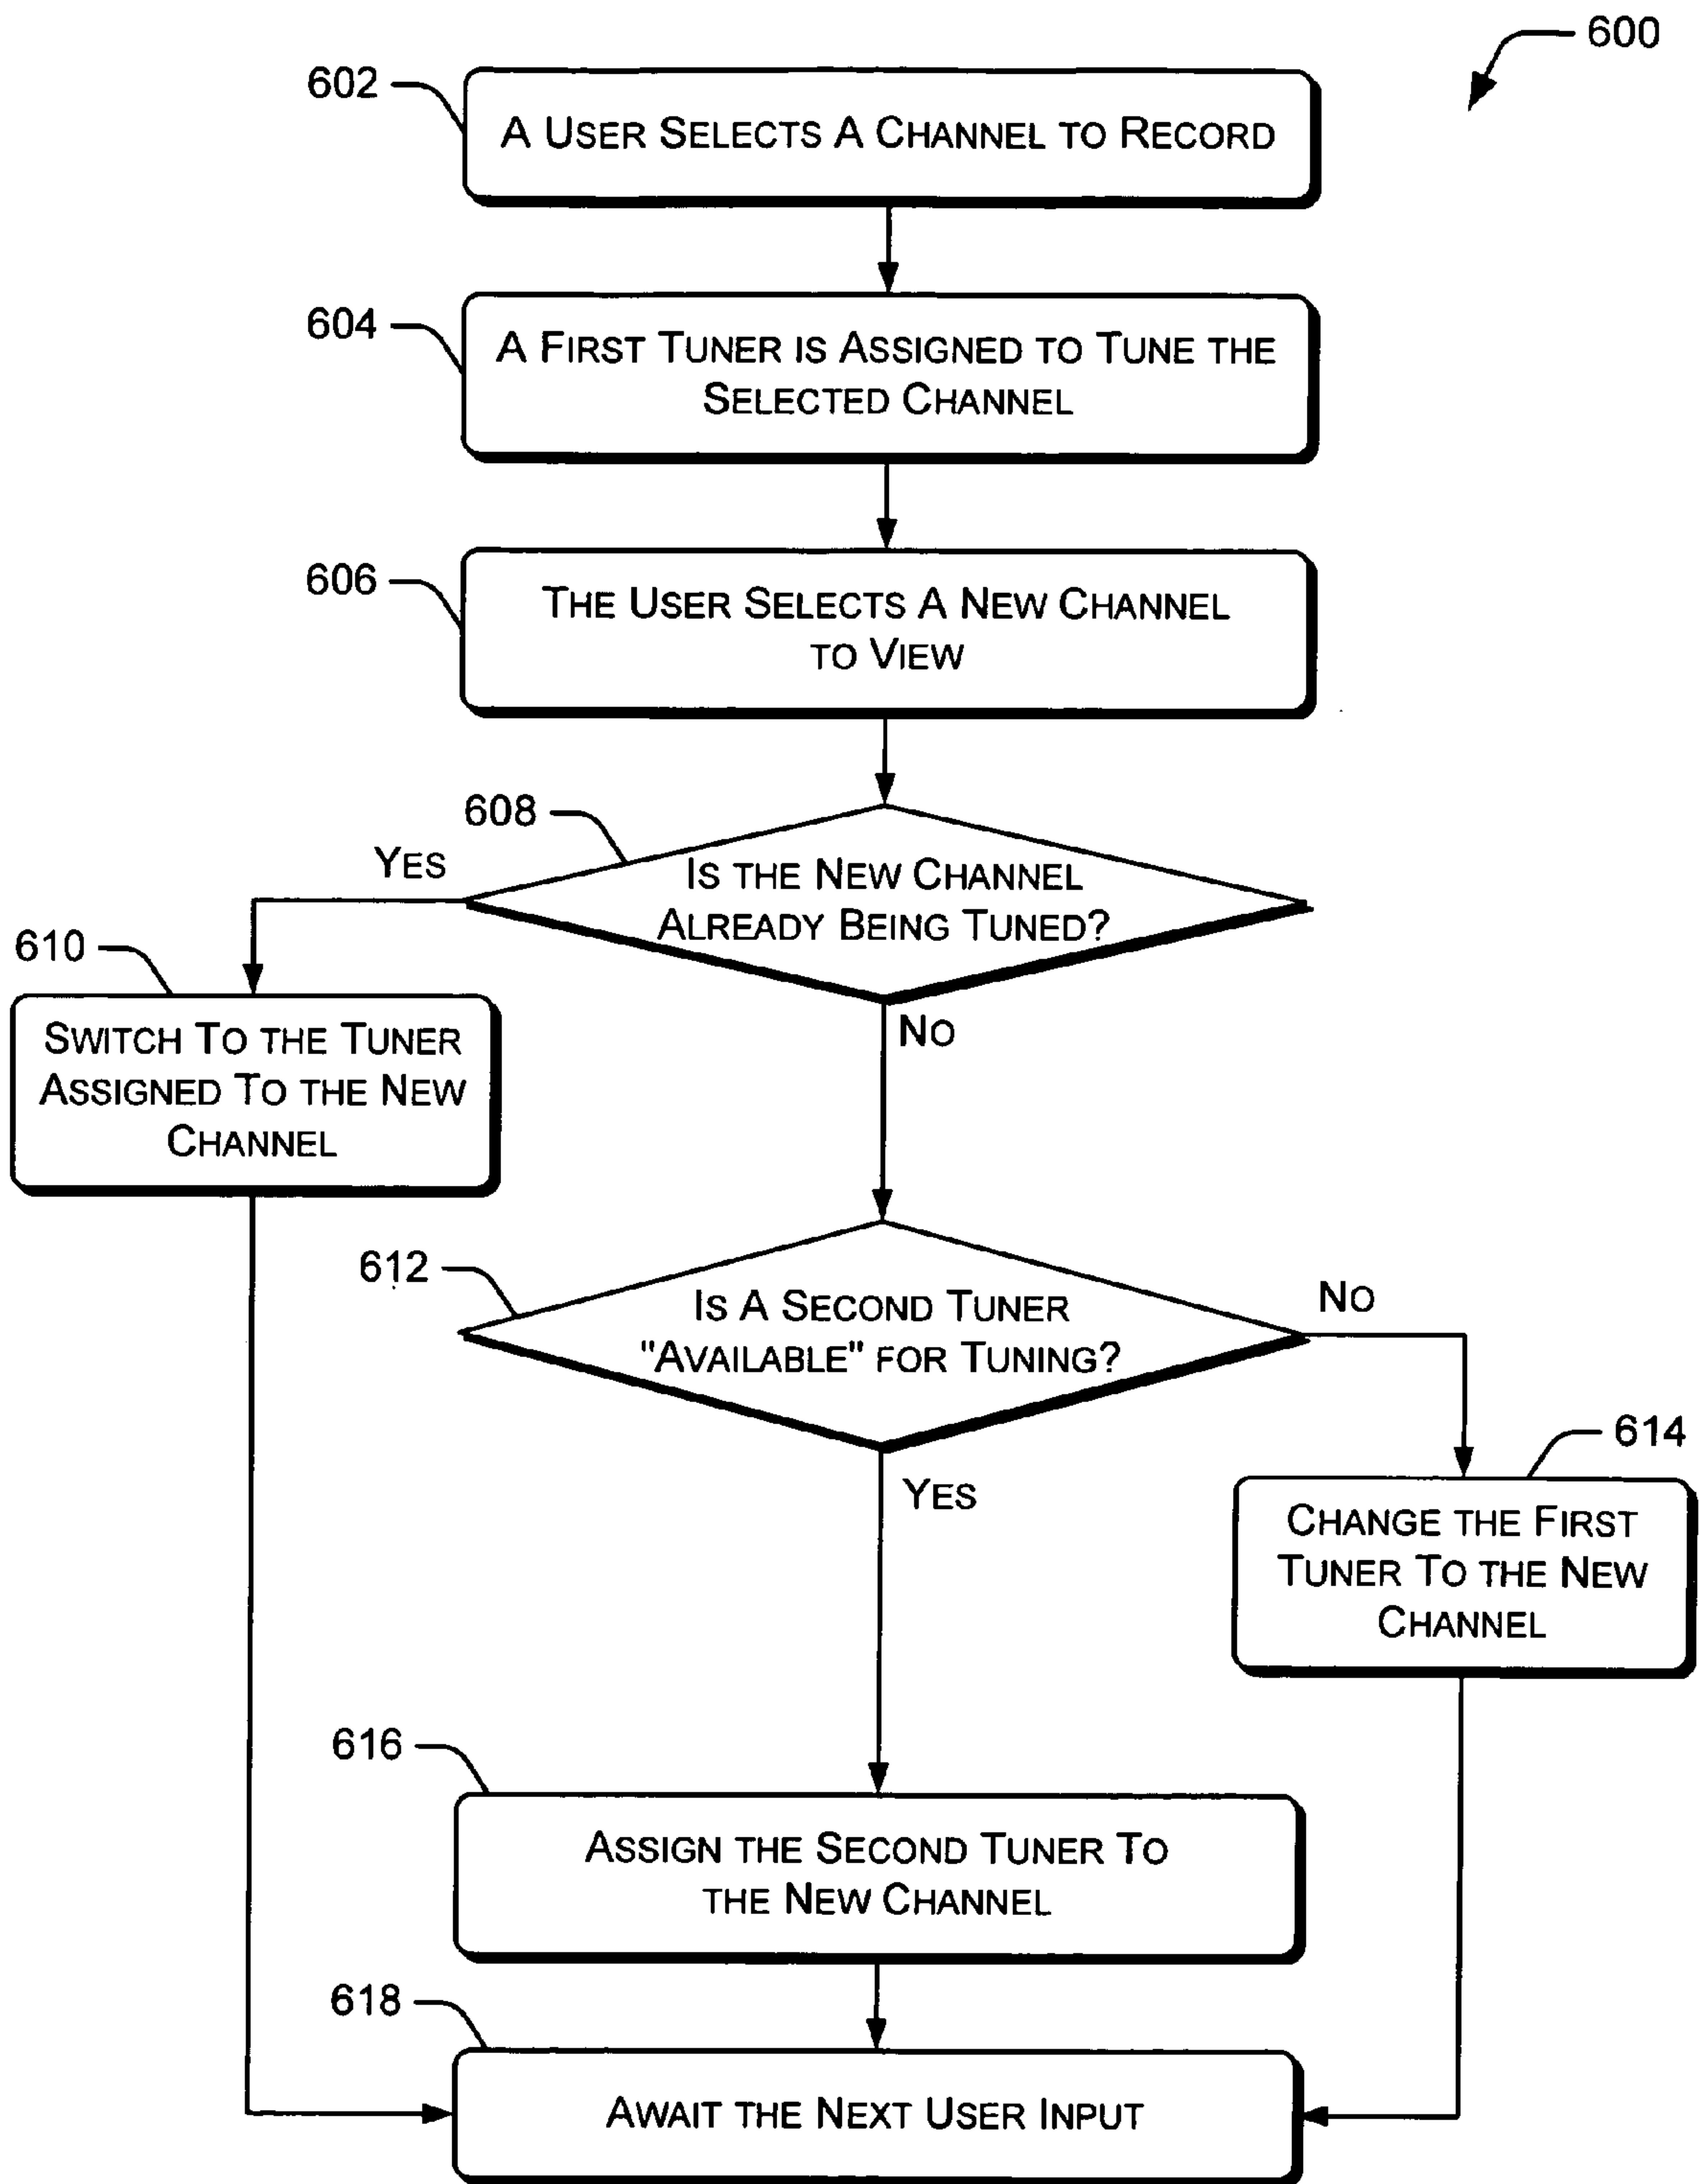 600
602
A USER SELECTS A CHANNEL TO RECORD
604
A FIRST TUNER IS ASSIGNED TO TUNE THE
SELECTED CHANNEL
606
THE USER SELECTS A NEW CHANNEL
TO VIEW
608
YES
IS THE NEW CHANNEL
ALREADY BEING TUNED?
610
NO
SWITCH TO THE TUNER
ASSIGNED TO THE NEW
CHANNEL
612
IS A SECOND TUNER
"AVAILABLE" FOR TUNING?
NO
614
YES
CHANGE THE FIRST
TUNER TO THE NEW
CHANNEL
616
ASSIGN THE SECOND TUNER TO
THE NEW CHANNEL
618
AWAIT THE NEXT USER INPUT